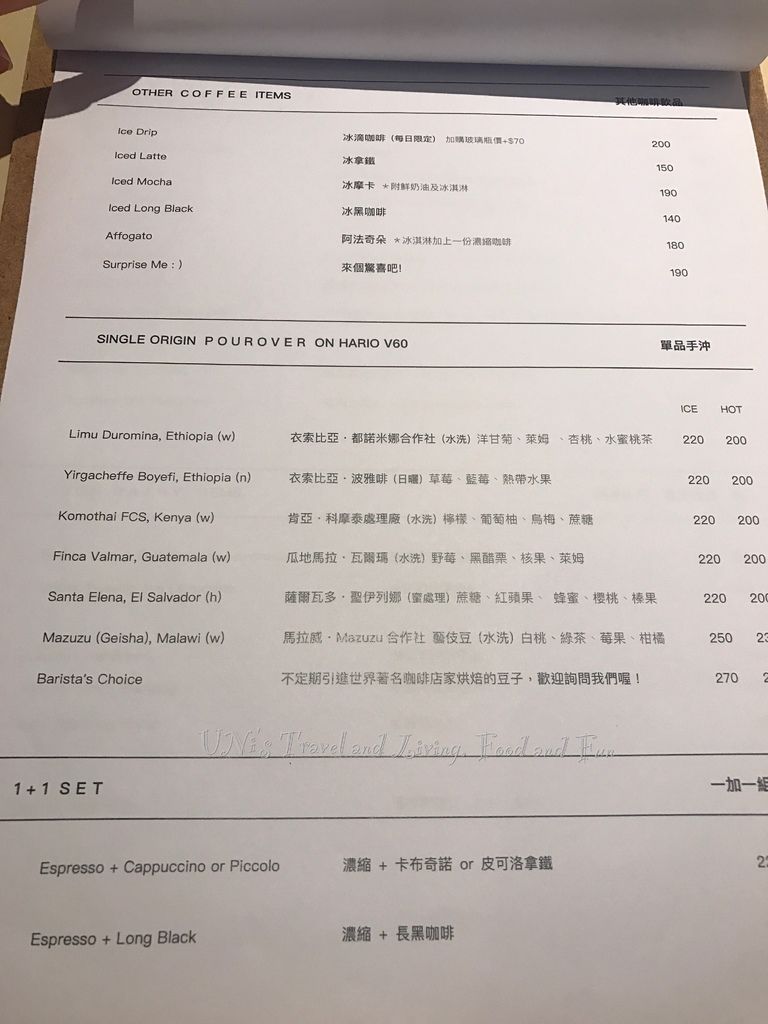 OTHER COFFEE ITEMS 其他咖啡飲品
Ice Drip 冰滴咖啡（每日限定） 加購玻璃瓶價+$70 200
Iced Latte 冰拿鐵 150
Iced Mocha 冰摩卡 ＊附鮮奶油及冰淇淋 190
Iced Long Black 冰黑咖啡 140
Affogato 阿法奇朵 ＊冰淇淋加上一份濃縮咖啡 180
Surprise Me : ) 來個驚喜吧! 190
SINGLE ORIGIN POUROVER ON HARIO V60 單品手沖
ICE HOT
Limu Duromina, Ethiopia (w) 衣索比亞・都諾米娜合作社 (水洗) 洋甘菊、萊姆 、杏桃、水蜜桃茶 220 200
Yirgacheffe Boyefi, Ethiopia (n) 衣索比亞・波雅啡 (日曬) 草莓、藍莓、熱帶水果 220 200
Komothai FCS, Kenya (w) 肯亞・科摩泰處理廠 (水洗) 檸檬、葡萄柚、烏梅、蔗糖 220 200
Finca Valmar, Guatemala (w) 瓜地馬拉・瓦爾瑪 (水洗) 野莓、黑醋栗、核果、萊姆 220 200
Santa Elena, El Salvador (h) 薩爾瓦多・聖伊列娜 (蜜處理) 蔗糖、紅蘋果、 蜂蜜、櫻桃、榛果 220 200
Mazuzu (Geisha), Malawi (w) 馬拉威・Mazuzu 合作社 藝伎豆 (水洗) 白桃、綠茶、莓果、柑橘 250
Barista's Choice 不定期引進世界著名咖啡店家烘焙的豆子，歡迎詢問我們喔！ 270
UNi's Travel and Living, Food and Fun
1+1 SET 一加一組
Espresso + Cappuccino or Piccolo 濃縮 + 卡布奇諾 or 皮可洛拿鐵
Espresso + Long Black 濃縮 + 長黑咖啡